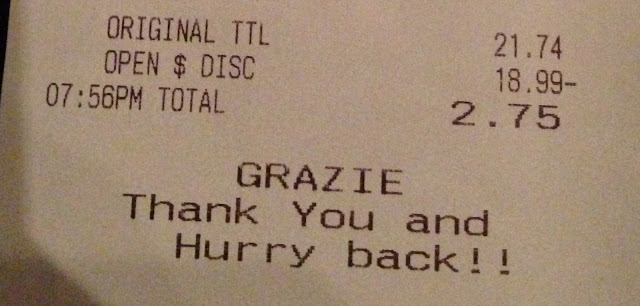 ORIGINAL TTL 21.74
OPEN $ DISC 18.99-
07:56PM TOTAL 2.75
GRAZIE
Thank You and
Hurry back!!